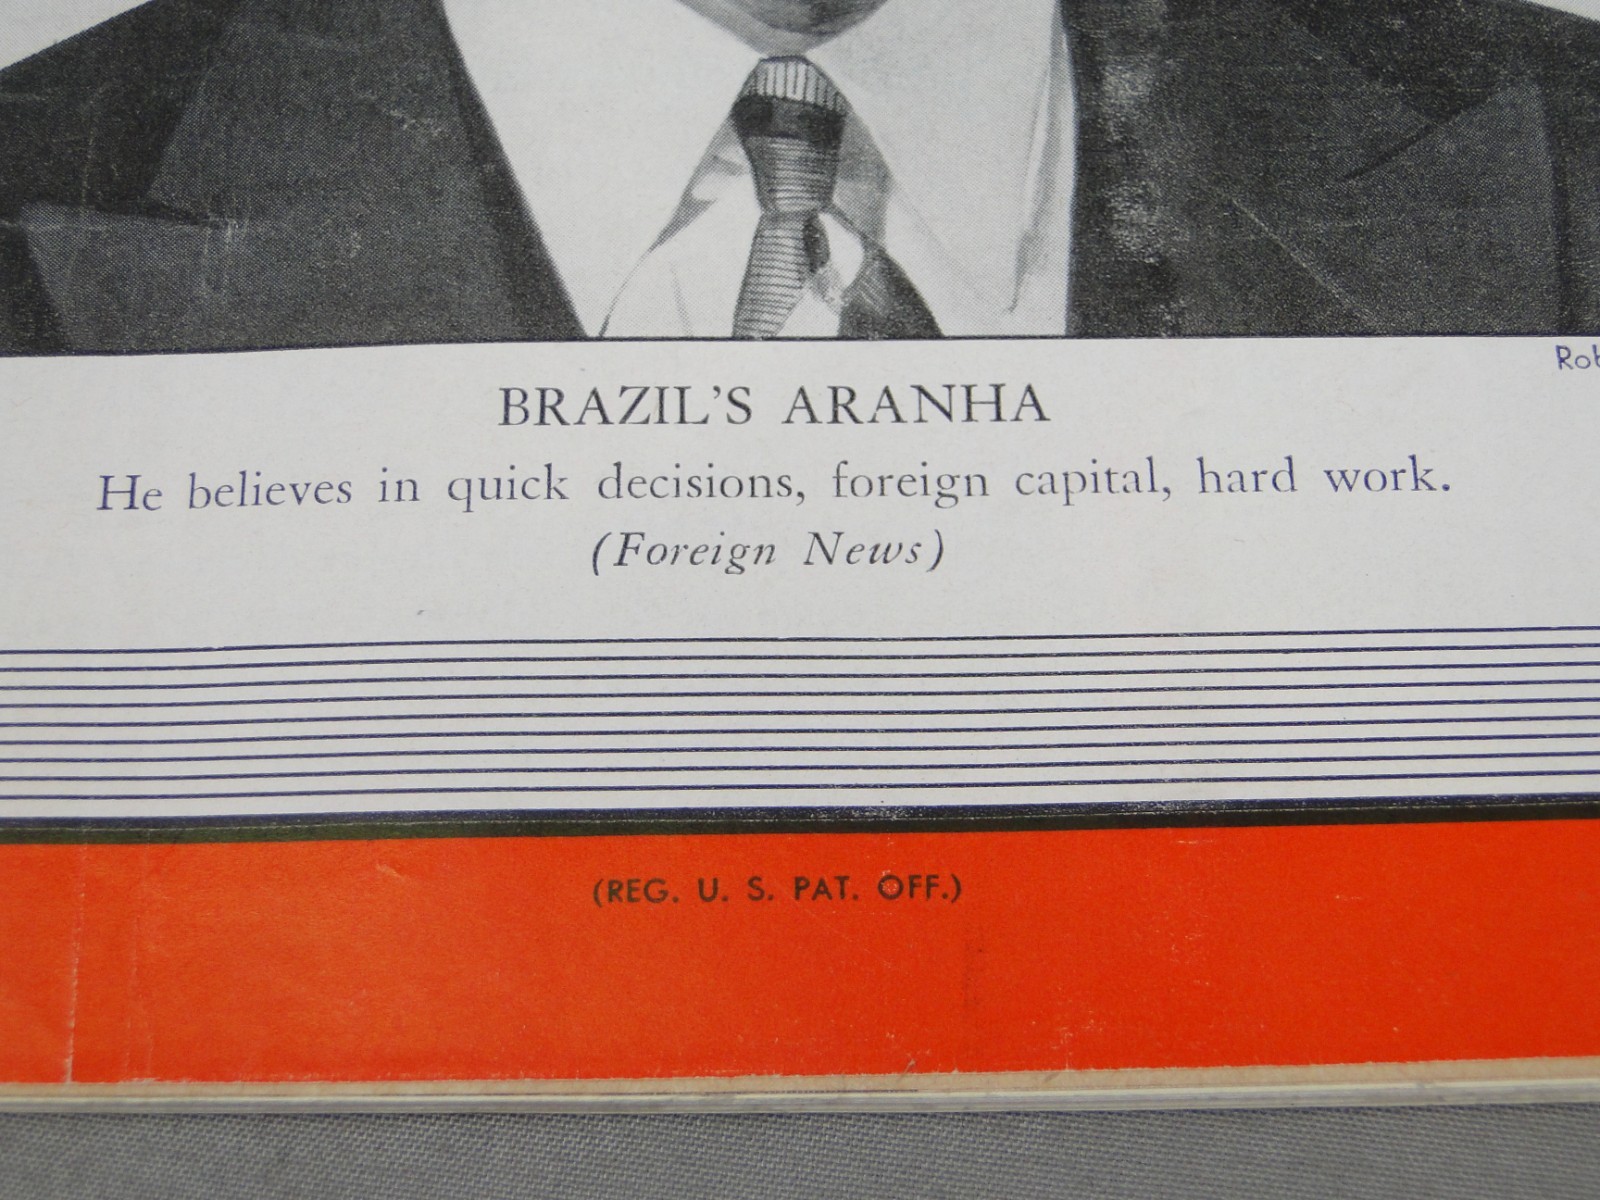 BRAZIL'S ARANHA
He believes in quick decisions, foreign capital, hard work.
(Foreign News)
(REG. U. S. PAT. OFF.)